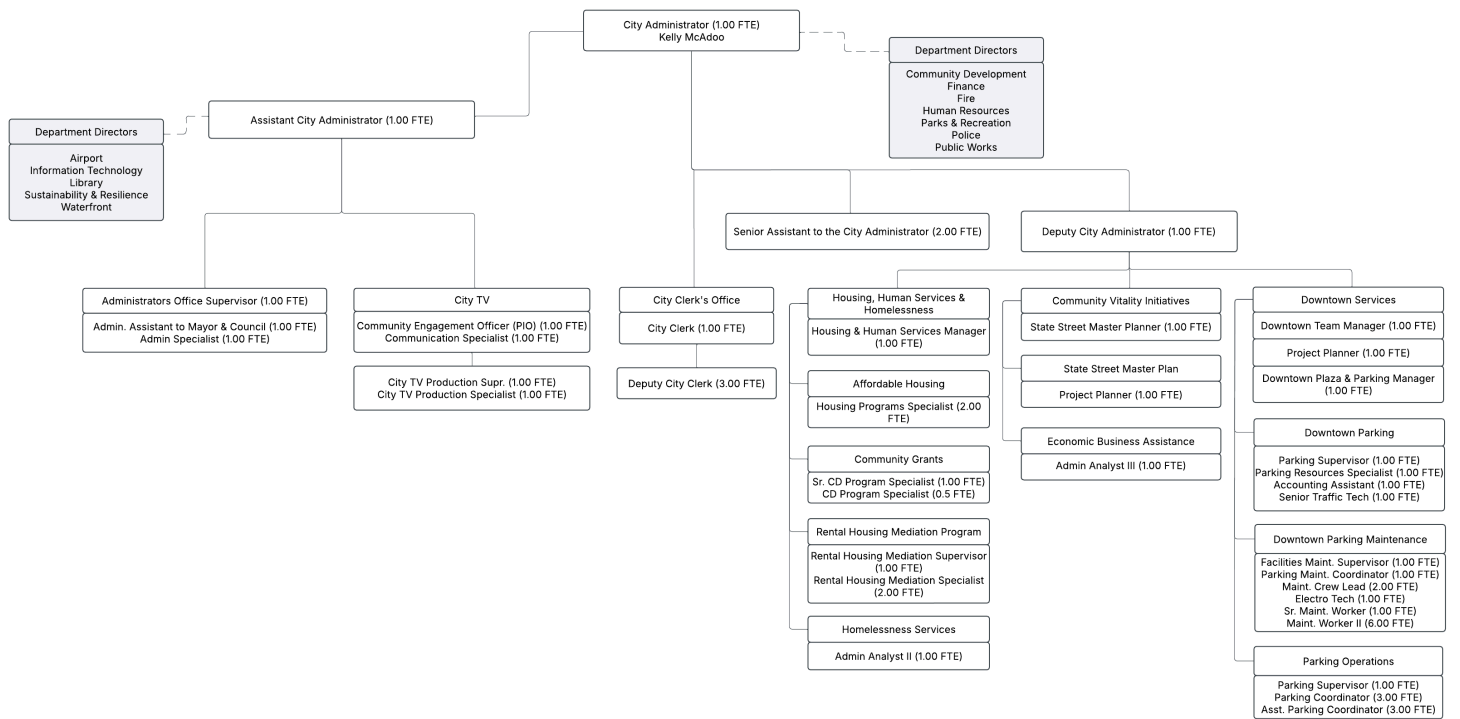 City Administrator (1.00 FTE)
Kelly McAdoo
Department Directors
Community Development
Finance
Fire
Human Resources
Parks & Recreation
Police
Public Works
Assistant City Administrator (1.00 FTE)
Department Directors
Airport
Information Technology
Library
Sustainability & Resilience
Waterfront
Senior Assistant to the City Administrator (2.00 FTE)
Deputy City Administrator (1.00 FTE)
Administrators Office Supervisor (1.00 FTE)
Admin. Assistant to Mayor & Council (1.00 FTE)
Admin Specialist (1.00 FTE)
City TV
Community Engagement Officer (PIO) (1.00 FTE)
Communication Specialist (1.00 FTE)
City TV Production Supr. (1.00 FTE)
City TV Production Specialist (1.00 FTE)
City Clerk's Office
City Clerk (1.00 FTE)
Deputy City Clerk (3.00 FTE)
Housing, Human Services &
Homelessness
Housing & Human Services Manager
(1.00 FTE)
Affordable Housing
Housing Programs Specialist (2.00
FTE)
Community Grants
Sr. CD Program Specialist (1.00 FTE)
CD Program Specialist (0.5 FTE)
Rental Housing Mediation Program
Rental Housing Mediation Supervisor
(1.00 FTE)
Rental Housing Mediation Specialist
(2.00 FTE)
Homelessness Services
Admin Analyst II (1.00 FTE)
Community Vitality Initiatives
State Street Master Planner (1.00 FTE)
State Street Master Plan
Project Planner (1.00 FTE)
Economic Business Assistance
Admin Analyst III (1.00 FTE)
Downtown Services
Downtown Team Manager (1.00 FTE)
Project Planner (1.00 FTE)
Downtown Plaza & Parking Manager
(1.00 FTE)
Downtown Parking
Parking Supervisor (1.00 FTE)
Parking Resources Specialist (1.00 FTE)
Accounting Assistant (1.00 FTE)
Senior Traffic Tech (1.00 FTE)
Downtown Parking Maintenance
Facilities Maint. Supervisor (1.00 FTE)
Parking Maint. Coordinator (1.00 FTE)
Maint. Crew Lead (2.00 FTE)
Electro Tech (1.00 FTE)
Sr. Maint. Worker (1.00 FTE)
Maint. Worker II (6.00 FTE)
Parking Operations
Parking Supervisor (1.00 FTE)
Parking Coordinator (3.00 FTE)
Asst. Parking Coordinator (3.00 FTE)